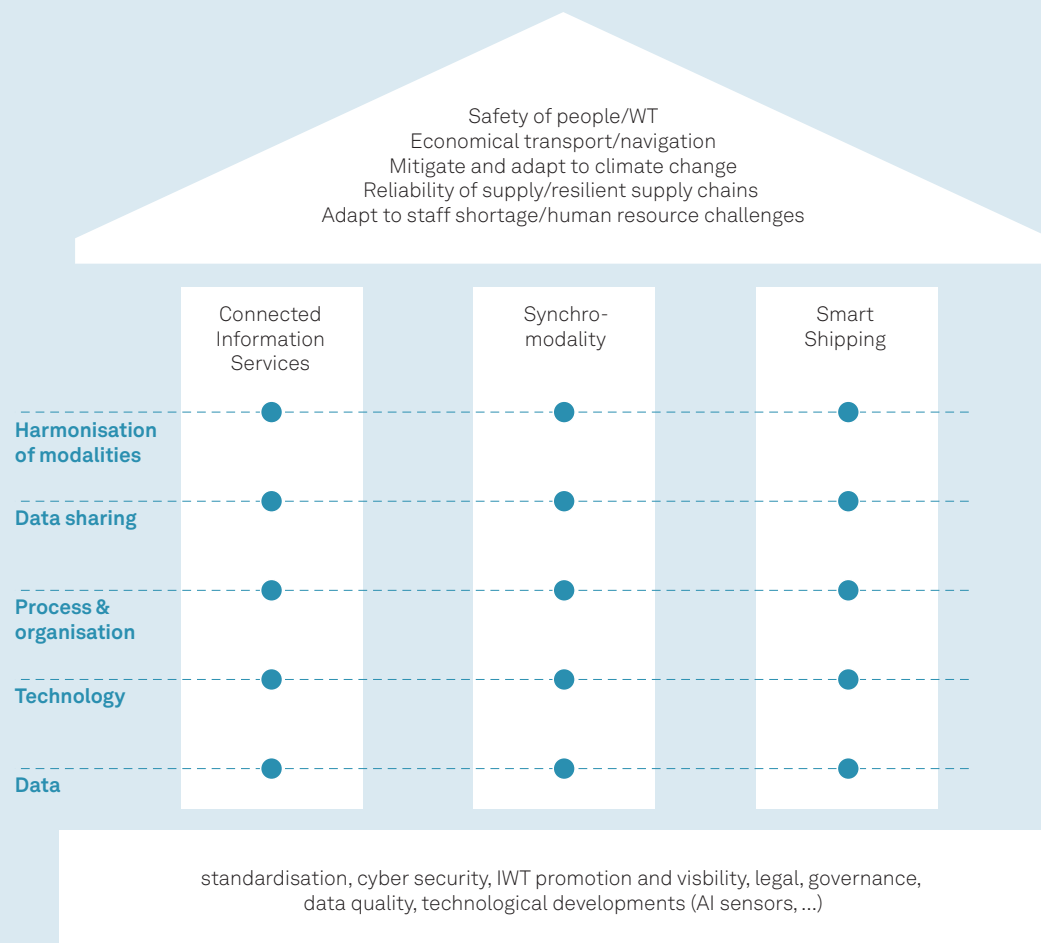 Safety of people/WT
Economical transport/navigation
Mitigate and adapt to climate change
Reliability of supply/resilient supply chains
Adapt to staff shortage/human resource challenges
Connected
Information
Services
Synchro-
modality
Smart
Shipping
Harmonisation
of modalities
Data sharing
Process &
organisation
Technology
Data
standardisation, cyber security, IWT promotion and visbility, legal, governance,
data quality, technological developments (AI sensors, ...)